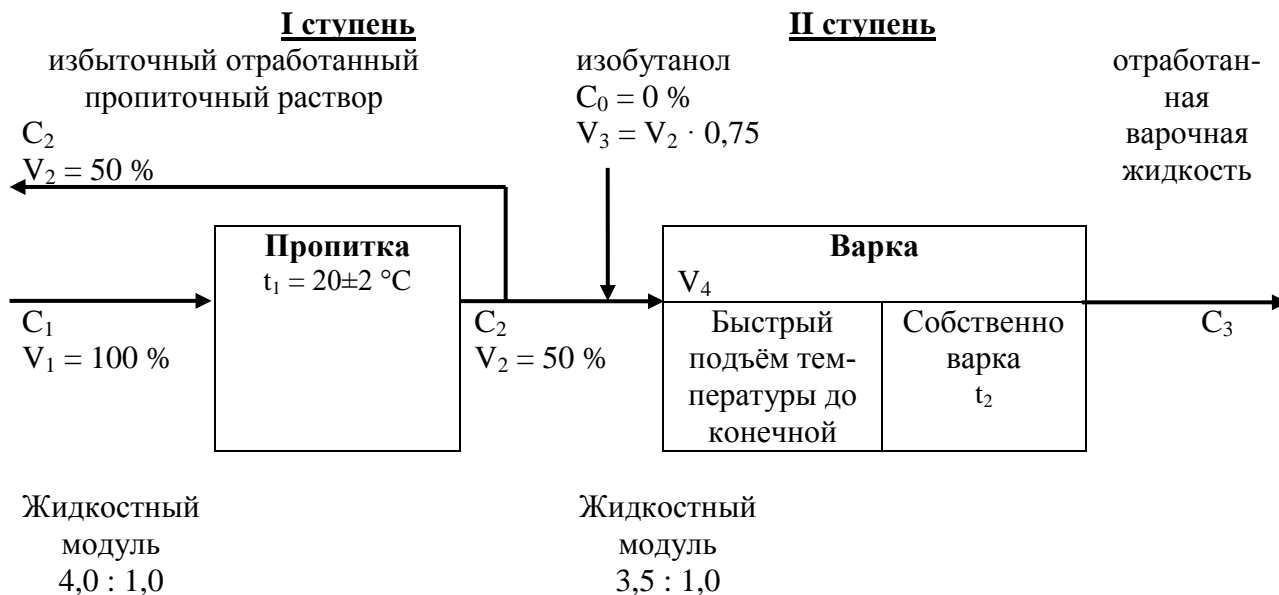 I ступень
избыточный отработанный
пропиточный раствор
C₂
V₂ = 50 %
II ступень
изобутанол
C₀ = 0 %
V₃ = V₂ · 0,75
отработан-
ная
варочная
жидкость
Пропитка
t₁ = 20±2 °C
Варка
V₄
C₁
V₁ = 100 %
C₂
V₂ = 50 %
Быстрый
подъём тем-
пературы до
конечной
Собственно
варка
t₂
C₃
Жидкостный
модуль
4,0 : 1,0
Жидкостный
модуль
3,5 : 1,0